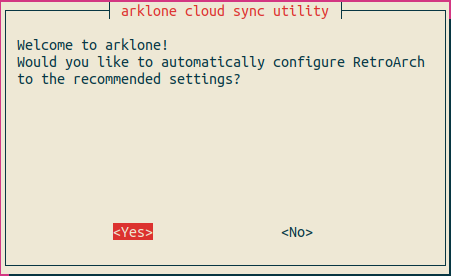 arklone cloud sync utility
Welcome to arklone!
Would you like to automatically configure RetroArch
to the recommended settings?
<Yes> <No>